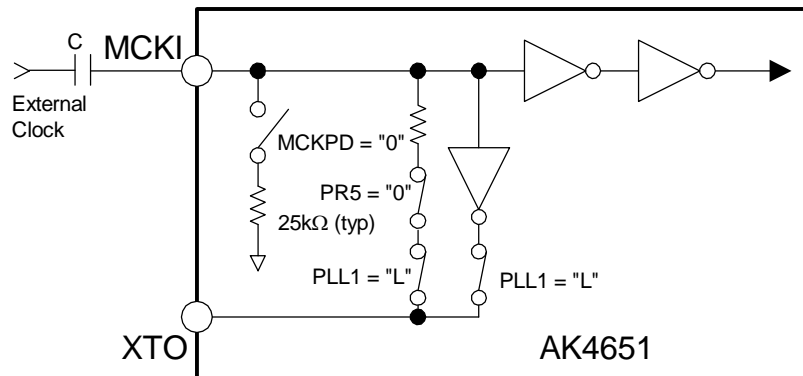 C
MCKI
External
Clock
MCKPD = "0"
PR5 = "0"
25kΩ (typ)
PLL1 = "L"
PLL1 = "L"
XTO
AK4651